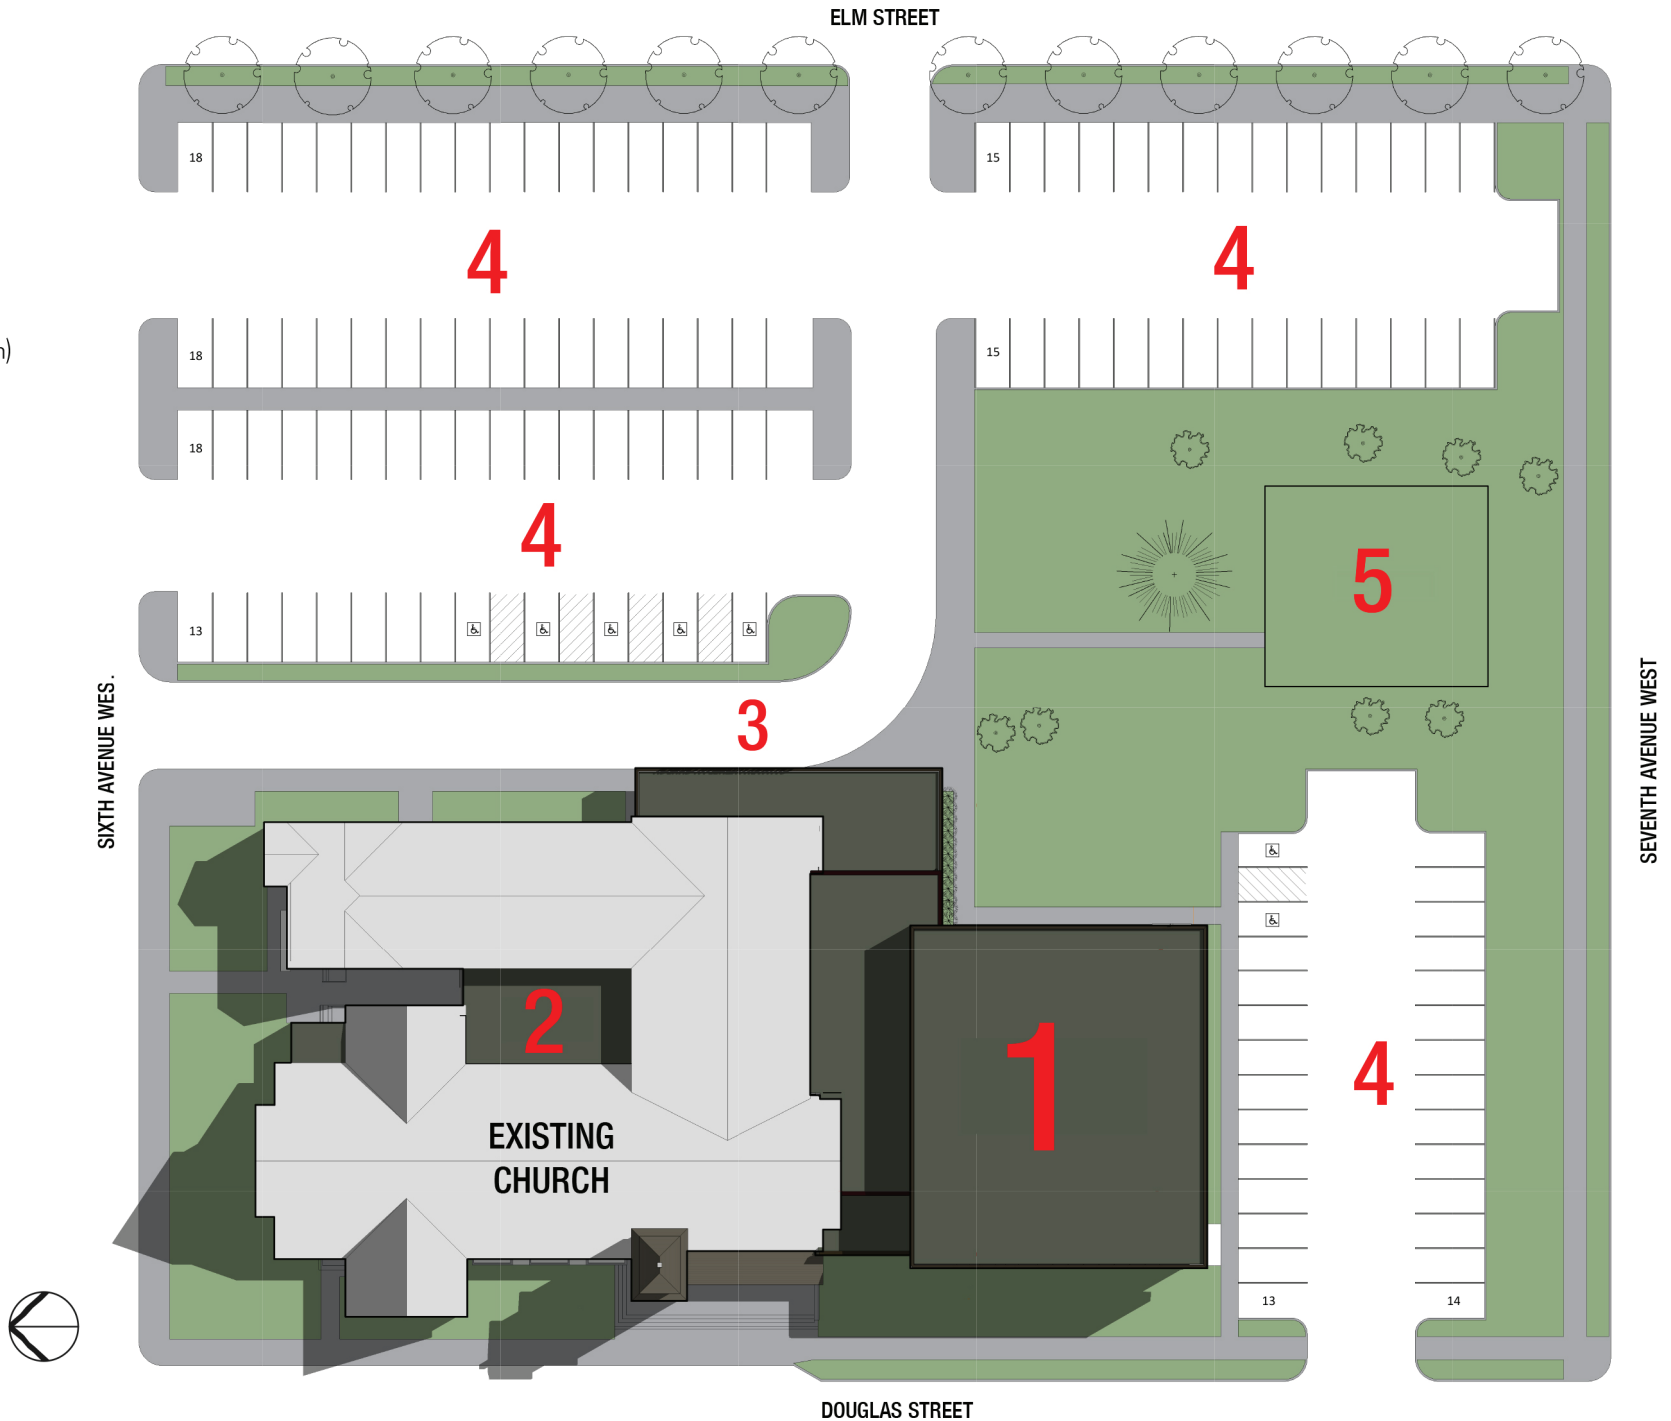 ELM STREET
18
15
4
4
n)
18
15
18
4
5
13
3
SIXTH AVENUE WES.
SEVENTH AVENUE WEST
2
1
4
EXISTING
CHURCH
13
14
DOUGLAS STREET